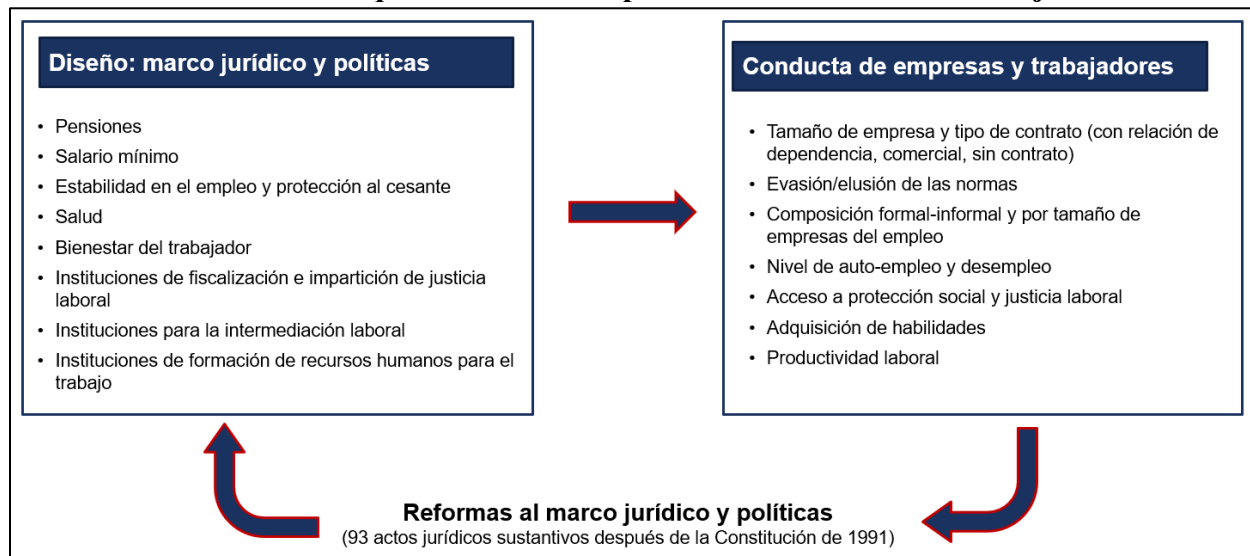 Diseño: marco jurídico y políticas
• Pensiones
• Salario mínimo
• Estabilidad en el empleo y protección al cesante
• Salud
• Bienestar del trabajador
• Instituciones de fiscalización e impartición de justicia
laboral
• Instituciones para la intermediación laboral
• Instituciones de formación de recursos humanos para el
trabajo
Conducta de empresas y trabajadores
• Tamaño de empresa y tipo de contrato (con relación de
dependencia, comercial, sin contrato)
• Evasión/elusión de las normas
• Composición formal-informal y por tamaño de
empresas del empleo
• Nivel de auto-empleo y desempleo
• Acceso a protección social y justicia laboral
• Adquisición de habilidades
• Productividad laboral
Reformas al marco jurídico y políticas
(93 actos jurídicos sustantivos después de la Constitución de 1991)